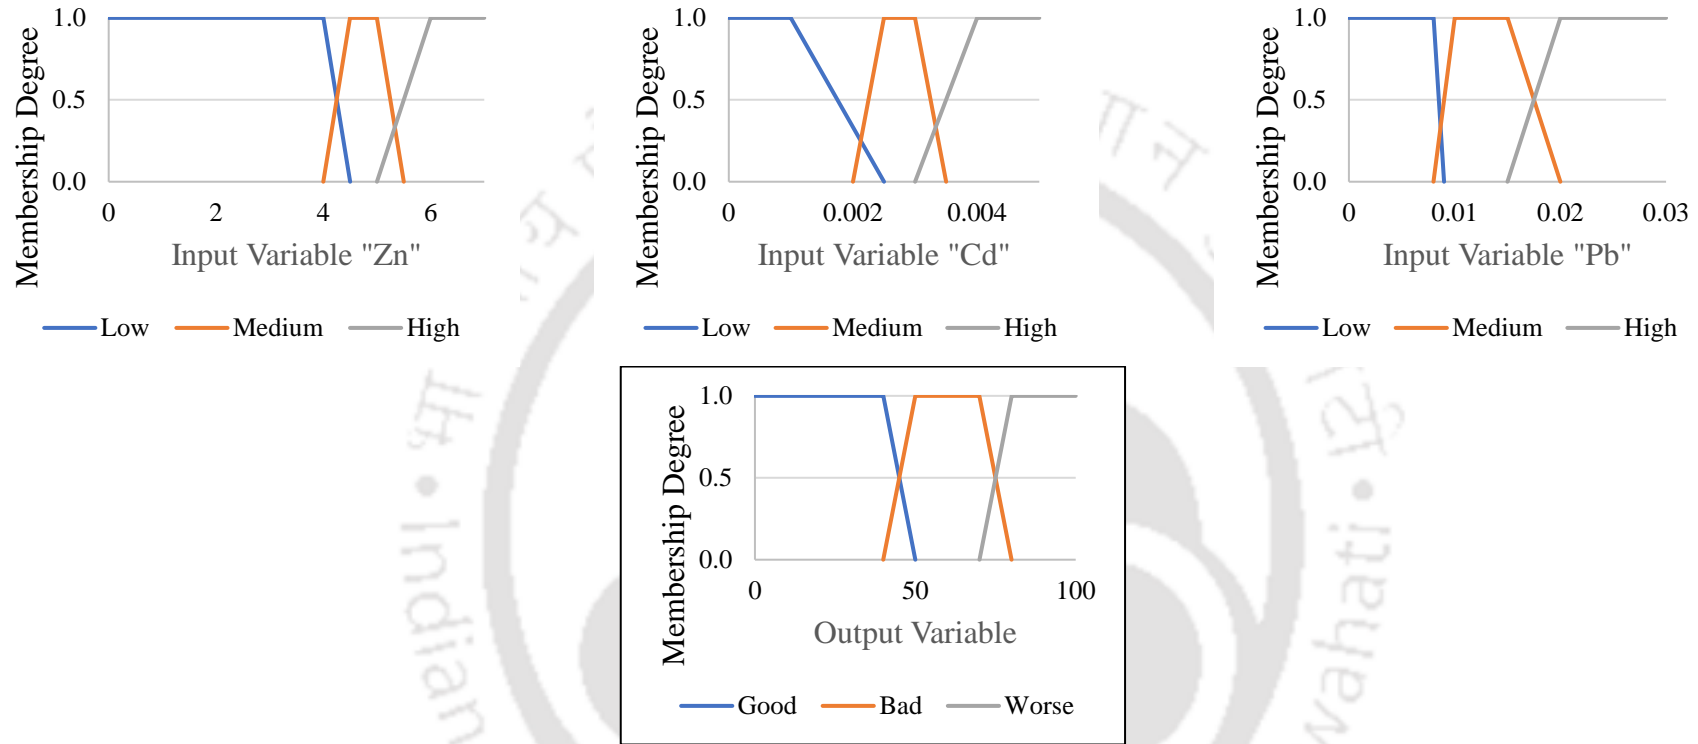 Membership Degree
1.0
0.5
0.0
0 2 4 6
Input Variable "Zn"
Low Medium High
Membership Degree
1.0
0.5
0.0
0 0.002 0.004
Input Variable "Cd"
Low Medium High
Membership Degree
1.0
0.5
0.0
0 0.01 0.02 0.03
Input Variable "Pb"
Low Medium High
Membership Degree
1.0
0.5
0.0
0 50 100
Output Variable
Good Bad Worse
Indian
wahati